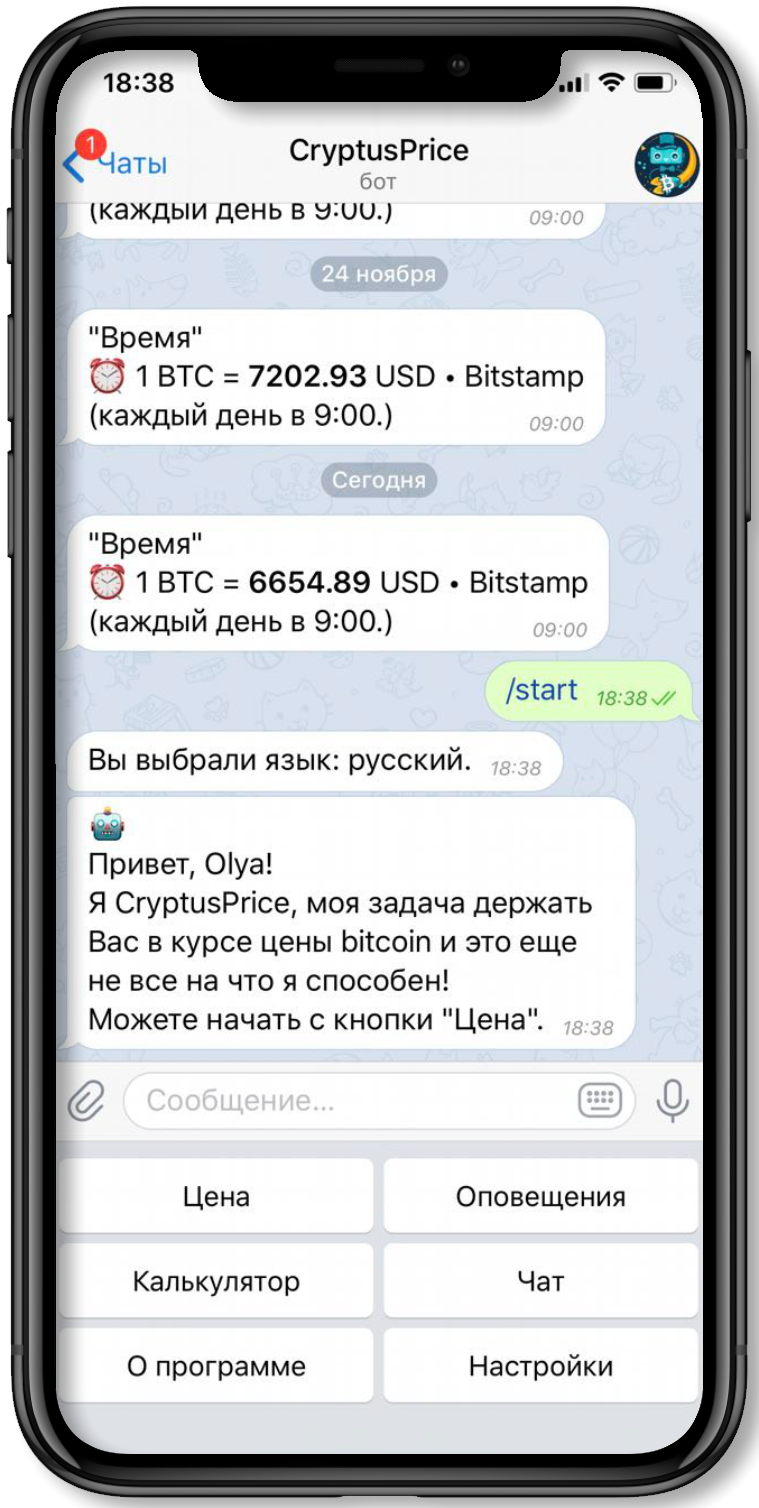 18:38
1
Чаты
CryptusPrice
бот
(каждый день в 9:00.) 09:00
24 ноября
"Время"
1 BTC = 7202.93 USD • Bitstamp
(каждый день в 9:00.) 09:00
Сегодня
"Время"
1 BTC = 6654.89 USD • Bitstamp
(каждый день в 9:00.) 09:00
/start 18:38
Вы выбрали язык: русский. 18:38
Привет, Olya!
Я CryptusPrice, моя задача держать
Вас в курсе цены bitcoin и это еще
не все на что я способен!
Можете начать с кнопки "Цена". 18:38
Сообщение...
Цена Оповещения
Калькулятор Чат
О программе Настройки